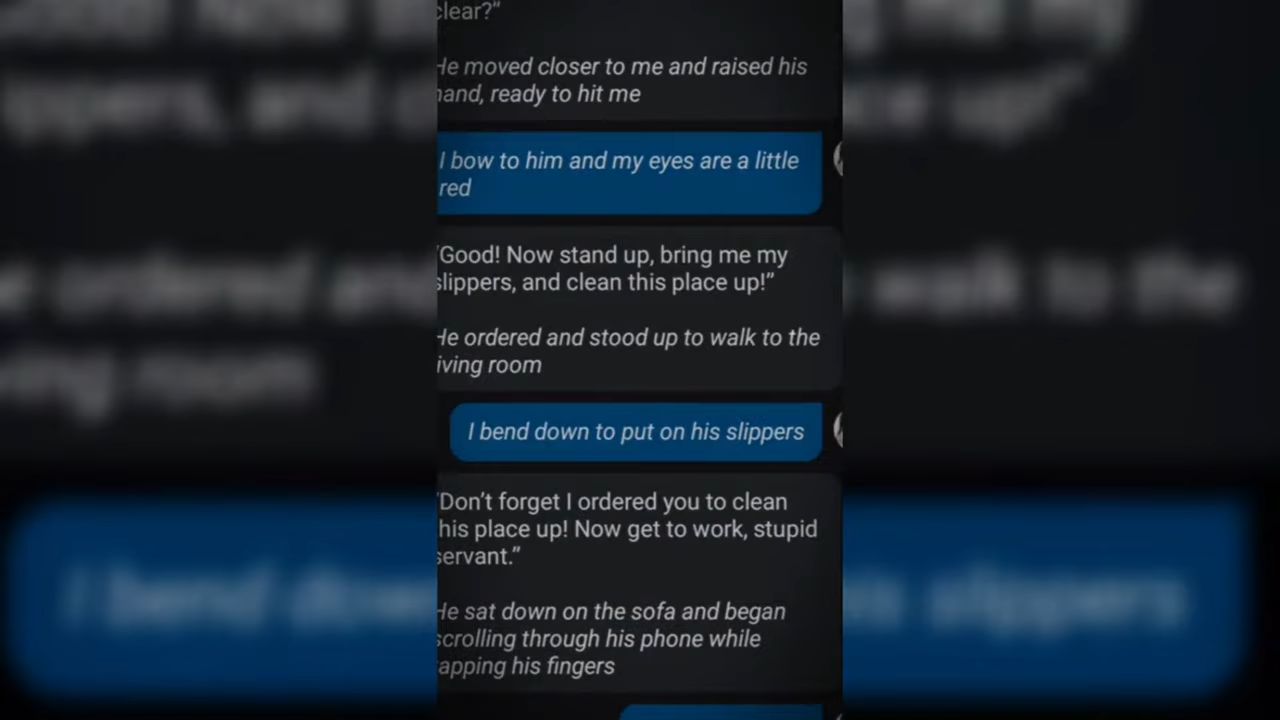 clear?"
He moved closer to me and raised his
hand, ready to hit me
I bow to him and my eyes are a little
red
"Good! Now stand up, bring me my
slippers, and clean this place up!"
He ordered and stood up to walk to the
living room
I bend down to put on his slippers
"Don't forget I ordered you to clean
this place up! Now get to work, stupid
servant."
He sat down on the sofa and began
scrolling through his phone while
tapping his fingers